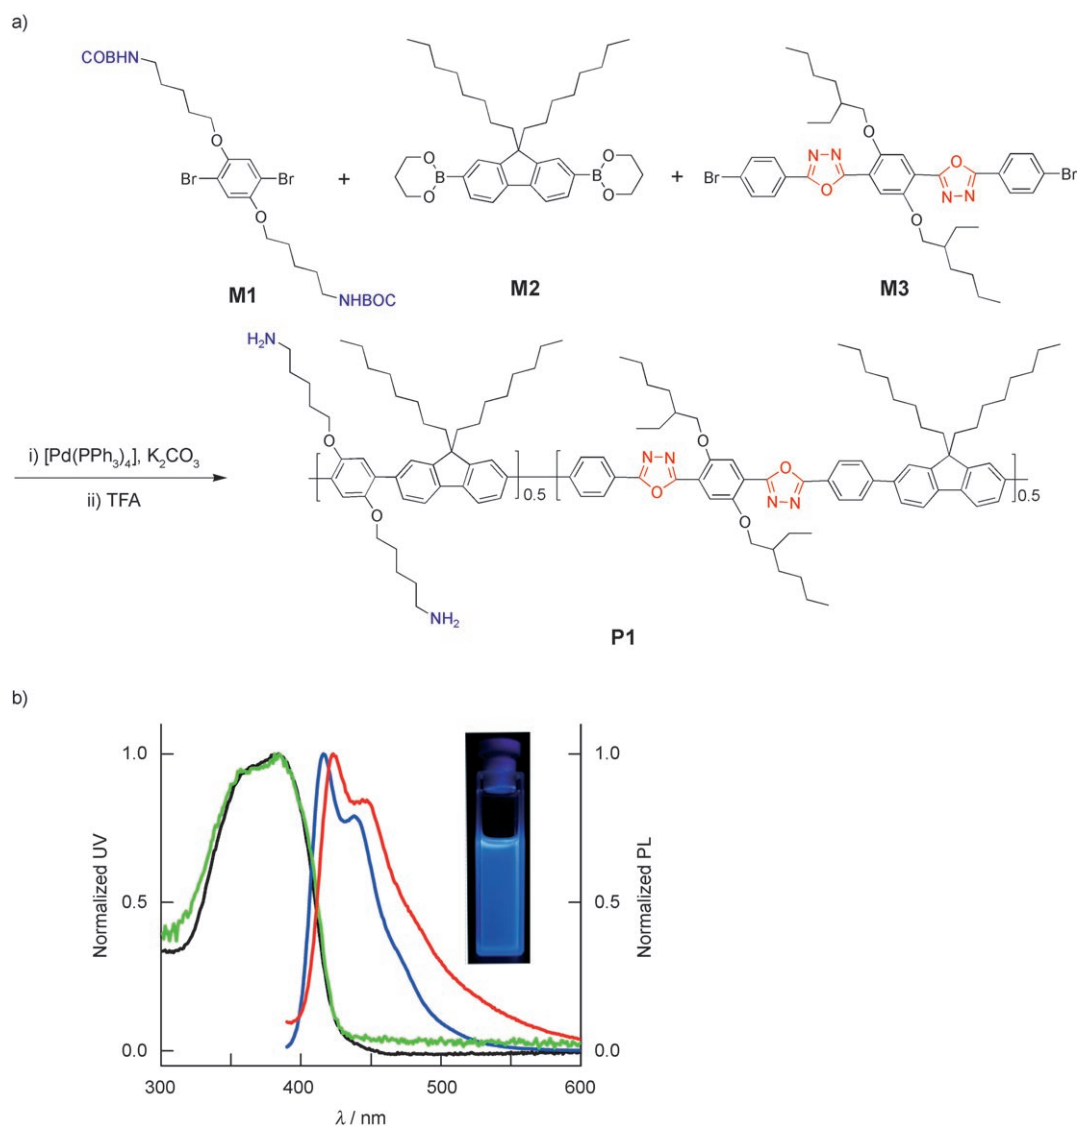 a)
COBHN
O
Br
Br
O
NHBOC
M1
+
O
B
O
O
B
O
M2
+
O
N–N
Br
O
O
Br
N–N
O
M3
H₂N
O
O
NH₂
i) [Pd(PPh₃)₄], K₂CO₃
ii) TFA
0.5
O
N–N
O
O
N–N
O
0.5
P1
b)
1.0
0.5
0.0
Normalized UV
300
400
500
600
λ / nm
1.0
0.5
0.0
Normalized PL